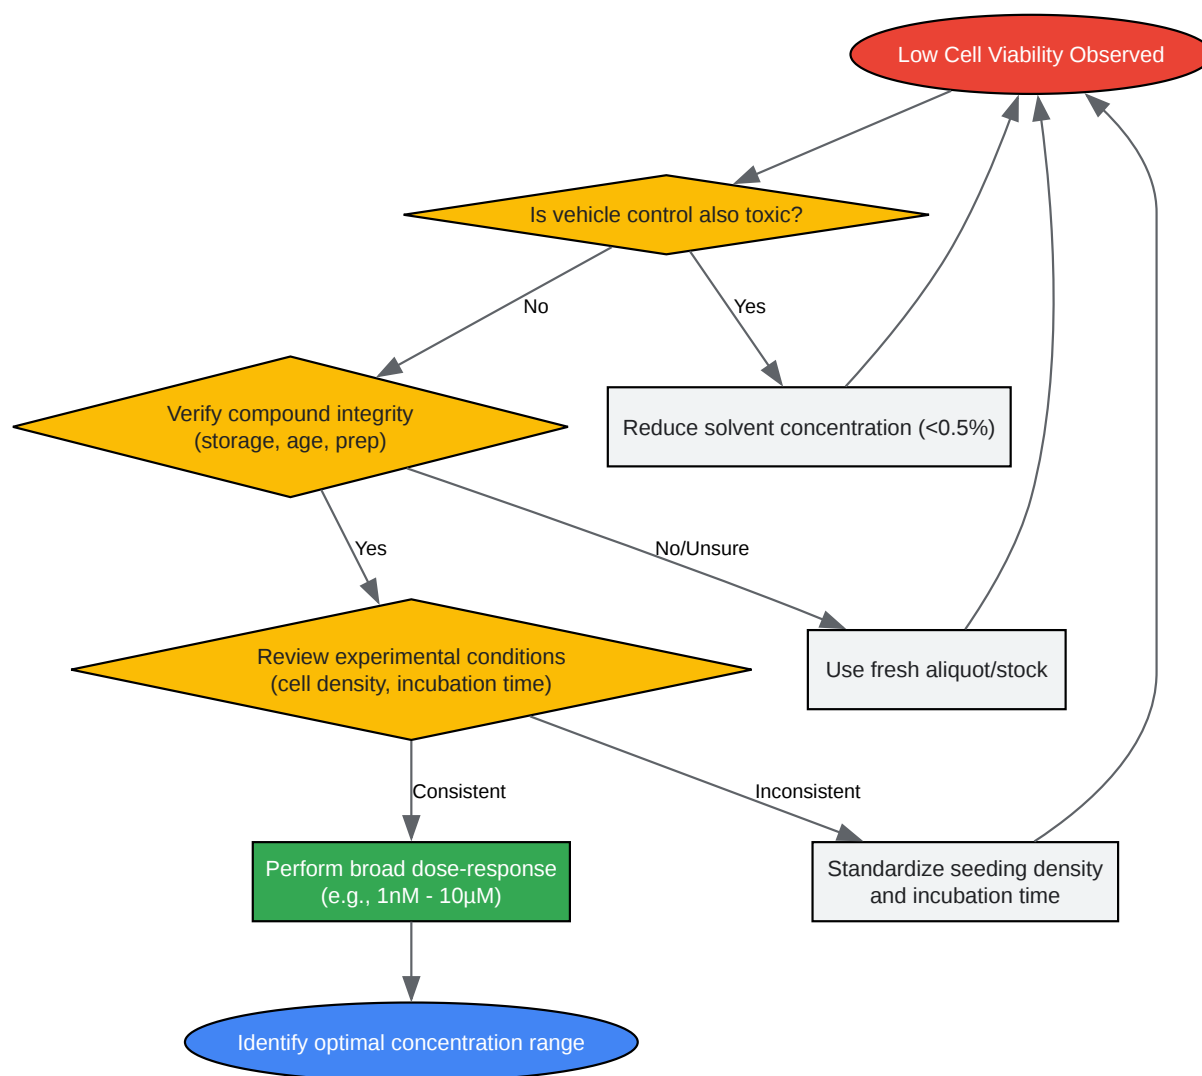 Low Cell Viability Observed
Is vehicle control also toxic?
No
Yes
Verify compound integrity
(storage, age, prep)
Reduce solvent concentration (<0.5%)
Yes
No/Unsure
Review experimental conditions
(cell density, incubation time)
Use fresh aliquot/stock
Consistent
Inconsistent
Perform broad dose-response
(e.g., 1nM - 10µM)
Standardize seeding density
and incubation time
Identify optimal concentration range